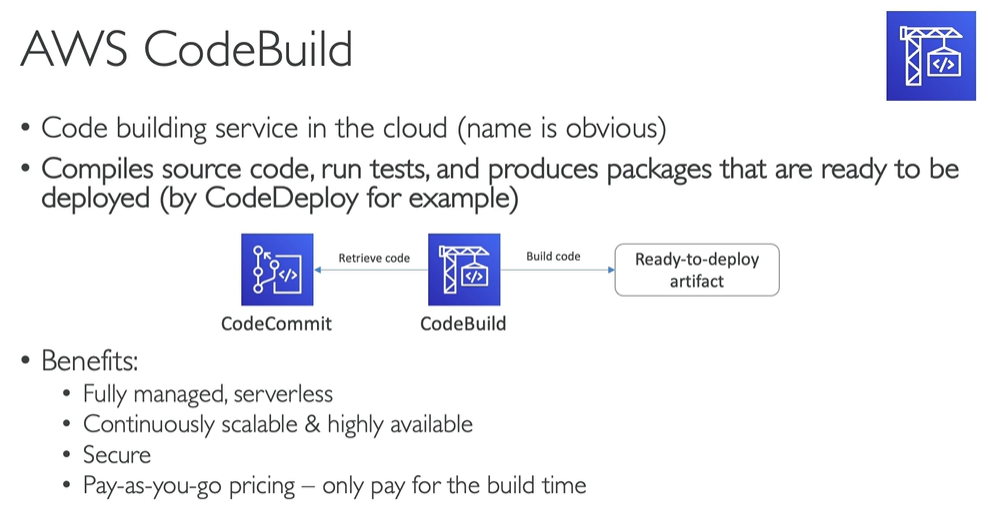 AWS CodeBuild
</>
• Code building service in the cloud (name is obvious)
• Compiles source code, run tests, and produces packages that are ready to be
deployed (by CodeDeploy for example)
</>
Retrieve code
</>
Build code
Ready-to-deploy
artifact
CodeCommit
CodeBuild
• Benefits:
• Fully managed, serverless
• Continuously scalable & highly available
• Secure
• Pay-as-you-go pricing – only pay for the build time